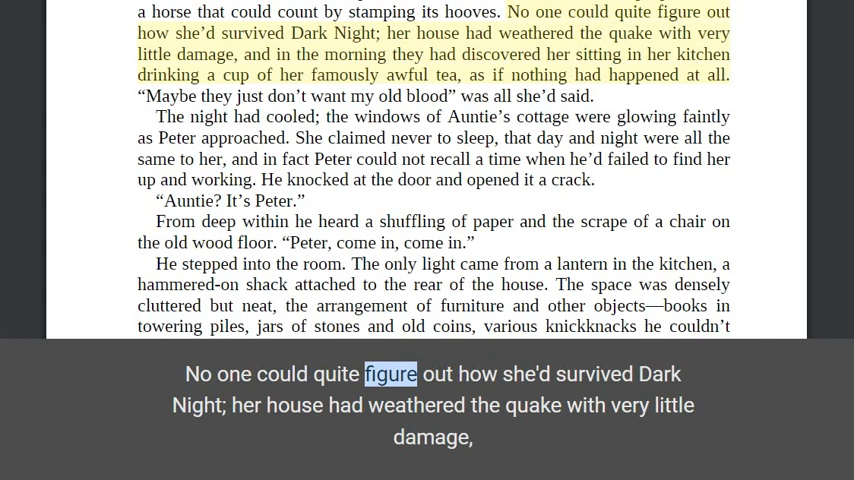 a horse that could count by stamping its hooves. No one could quite figure out
how she’d survived Dark Night; her house had weathered the quake with very
little damage, and in the morning they had discovered her sitting in her kitchen
drinking a cup of her famously awful tea, as if nothing had happened at all.
“Maybe they just don’t want my old blood” was all she’d said.
The night had cooled; the windows of Auntie’s cottage were glowing faintly
as Peter approached. She claimed never to sleep, that day and night were all the
same to her, and in fact Peter could not recall a time when he’d failed to find her
up and working. He knocked at the door and opened it a crack.
“Auntie? It’s Peter.”
From deep within he heard a shuffling of paper and the scrape of a chair on
the old wood floor. “Peter, come in, come in.”
He stepped into the room. The only light came from a lantern in the kitchen, a
hammered-on shack attached to the rear of the house. The space was densely
cluttered but neat, the arrangement of furniture and other objects—books in
towering piles, jars of stones and old coins, various knickknacks he couldn’t
No one could quite figure out how she'd survived Dark
Night; her house had weathered the quake with very little
damage,